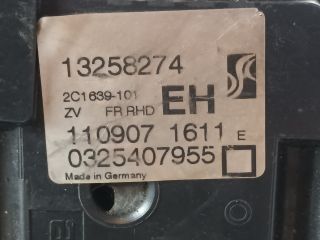 13258274
2C1639-101
EH
ZV FR RHD
110907 1611 E
0325407955
Made in Germany